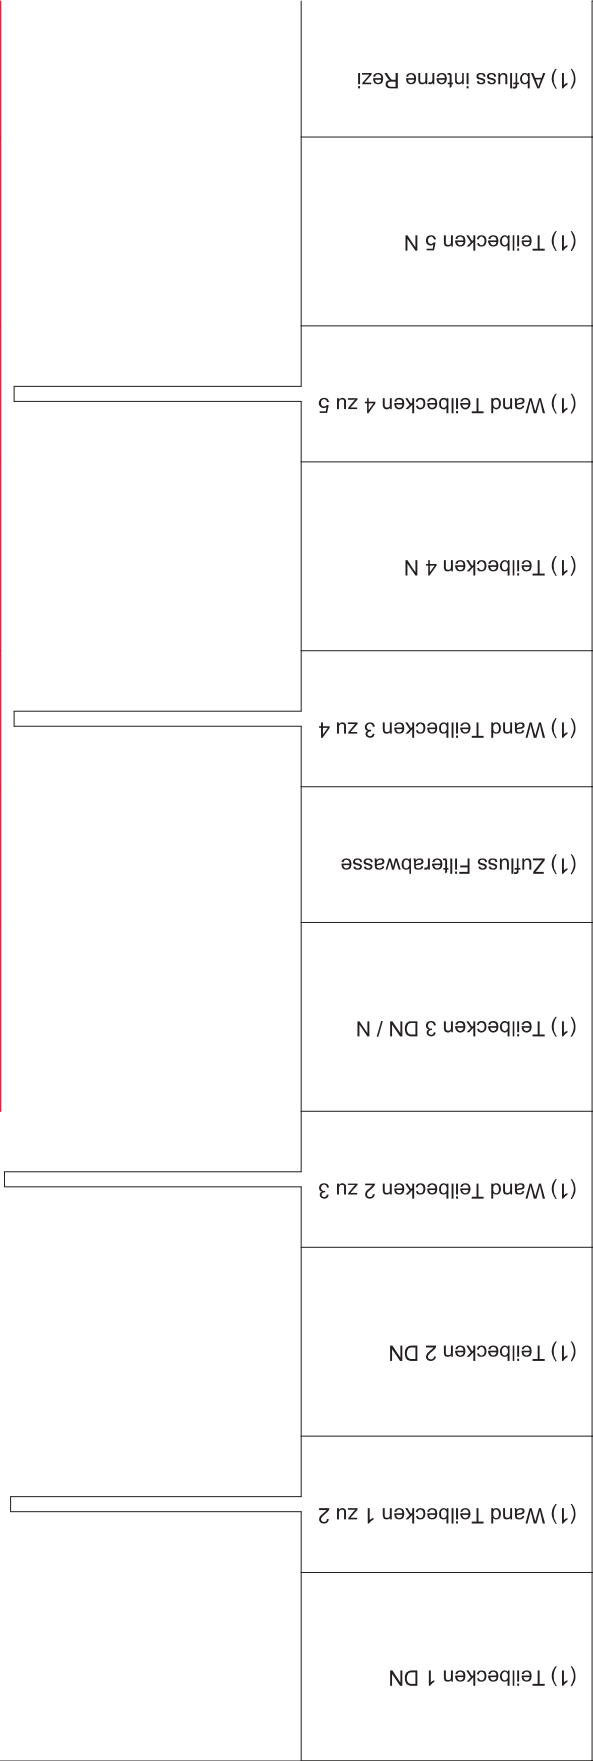 (1) Teilbecken 1 DN
(1) Wand Teilbecken 1 zu 2
(1) Teilbecken 2 DN
(1) Wand Teilbecken 2 zu 3
(1) Teilbecken 3 DN / N
(1) Zufluss Filterabwasse
(1) Wand Teilbecken 3 zu 4
(1) Teilbecken 4 N
(1) Wand Teilbecken 4 zu 5
(1) Teilbecken 5 N
(1) Abfluss interne Rezi